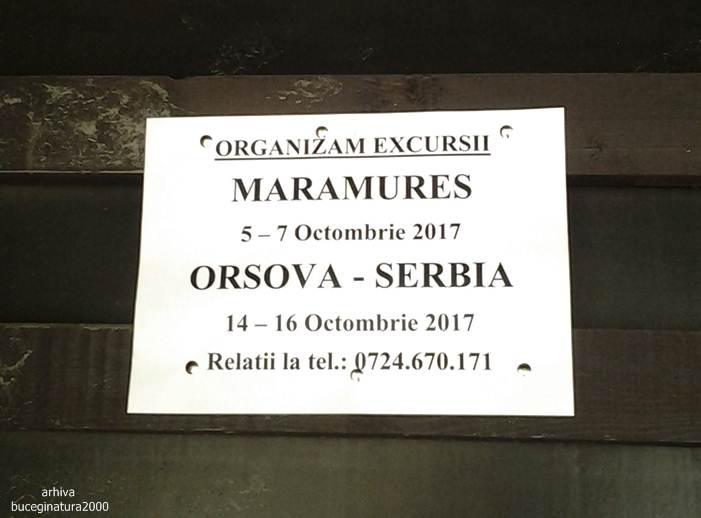 ORGANIZAM EXCURSII
MARAMURES
5 – 7 Octombrie 2017
ORSOVA - SERBIA
14 – 16 Octombrie 2017
Relatii la tel.: 0724.670.171
arhiva
buceginatura2000